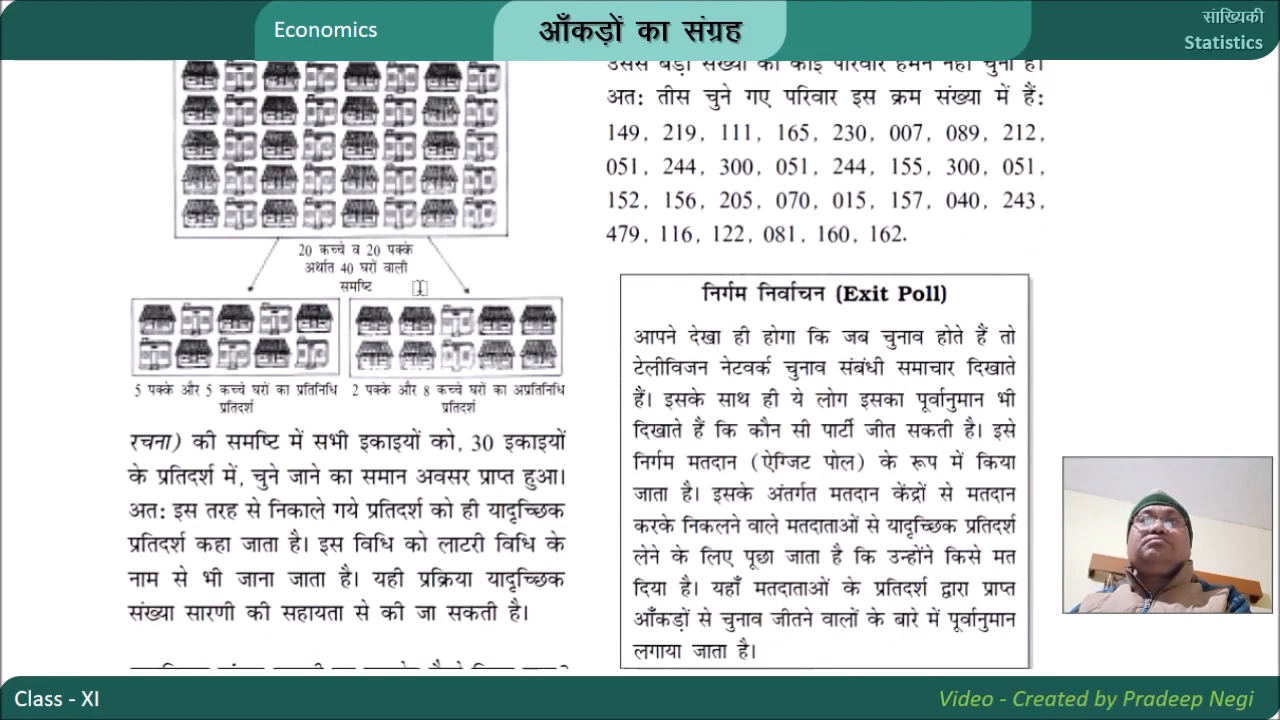 Economics
आँकड़ों का संग्रह
सांख्यिकी
Statistics
20 कच्चे व 20 पक्के
अर्थात 40 घरों वाली
समष्टि
5 पक्के और 5 कच्चे घरों का प्रतिनिधि
प्रतिदर्श
2 पक्के और 8 कच्चे घरों का अप्रतिनिधि
प्रतिदर्श
रचना) की समष्टि में सभी इकाइयों को, 30 इकाइयों
के प्रतिदर्श में, चुने जाने का समान अवसर प्राप्त हुआ।
अत: इस तरह से निकाले गये प्रतिदर्श को ही यादृच्छिक
प्रतिदर्श कहा जाता है। इस विधि को लाटरी विधि के
नाम से भी जाना जाता है। यही प्रक्रिया यादृच्छिक
संख्या सारणी की सहायता से की जा सकती है।
उससे बड़ी संख्या का कोई परिवार हमने नहीं चुना है।
अत: तीस चुने गए परिवार इस क्रम संख्या में हैं:
149, 219, 111, 165, 230, 007, 089, 212,
051, 244, 300, 051, 244, 155, 300, 051,
152, 156, 205, 070, 015, 157, 040, 243,
479, 116, 122, 081, 160, 162.
निर्गम निर्वाचन (Exit Poll)
आपने देखा ही होगा कि जब चुनाव होते हैं तो
टेलीविजन नेटवर्क चुनाव संबंधी समाचार दिखाते
हैं। इसके साथ ही ये लोग इसका पूर्वानुमान भी
दिखाते हैं कि कौन सी पार्टी जीत सकती है। इसे
निर्गम मतदान (ऐग्जिट पोल) के रूप में किया
जाता है। इसके अंतर्गत मतदान केंद्रों से मतदान
करके निकलने वाले मतदाताओं से यादृच्छिक प्रतिदर्श
लेने के लिए पूछा जाता है कि उन्होंने किसे मत
दिया है। यहाँ मतदाताओं के प्रतिदर्श द्वारा प्राप्त
आँकड़ों से चुनाव जीतने वालों के बारे में पूर्वानुमान
लगाया जाता है।
Class - XI
Video - Created by Pradeep Negi